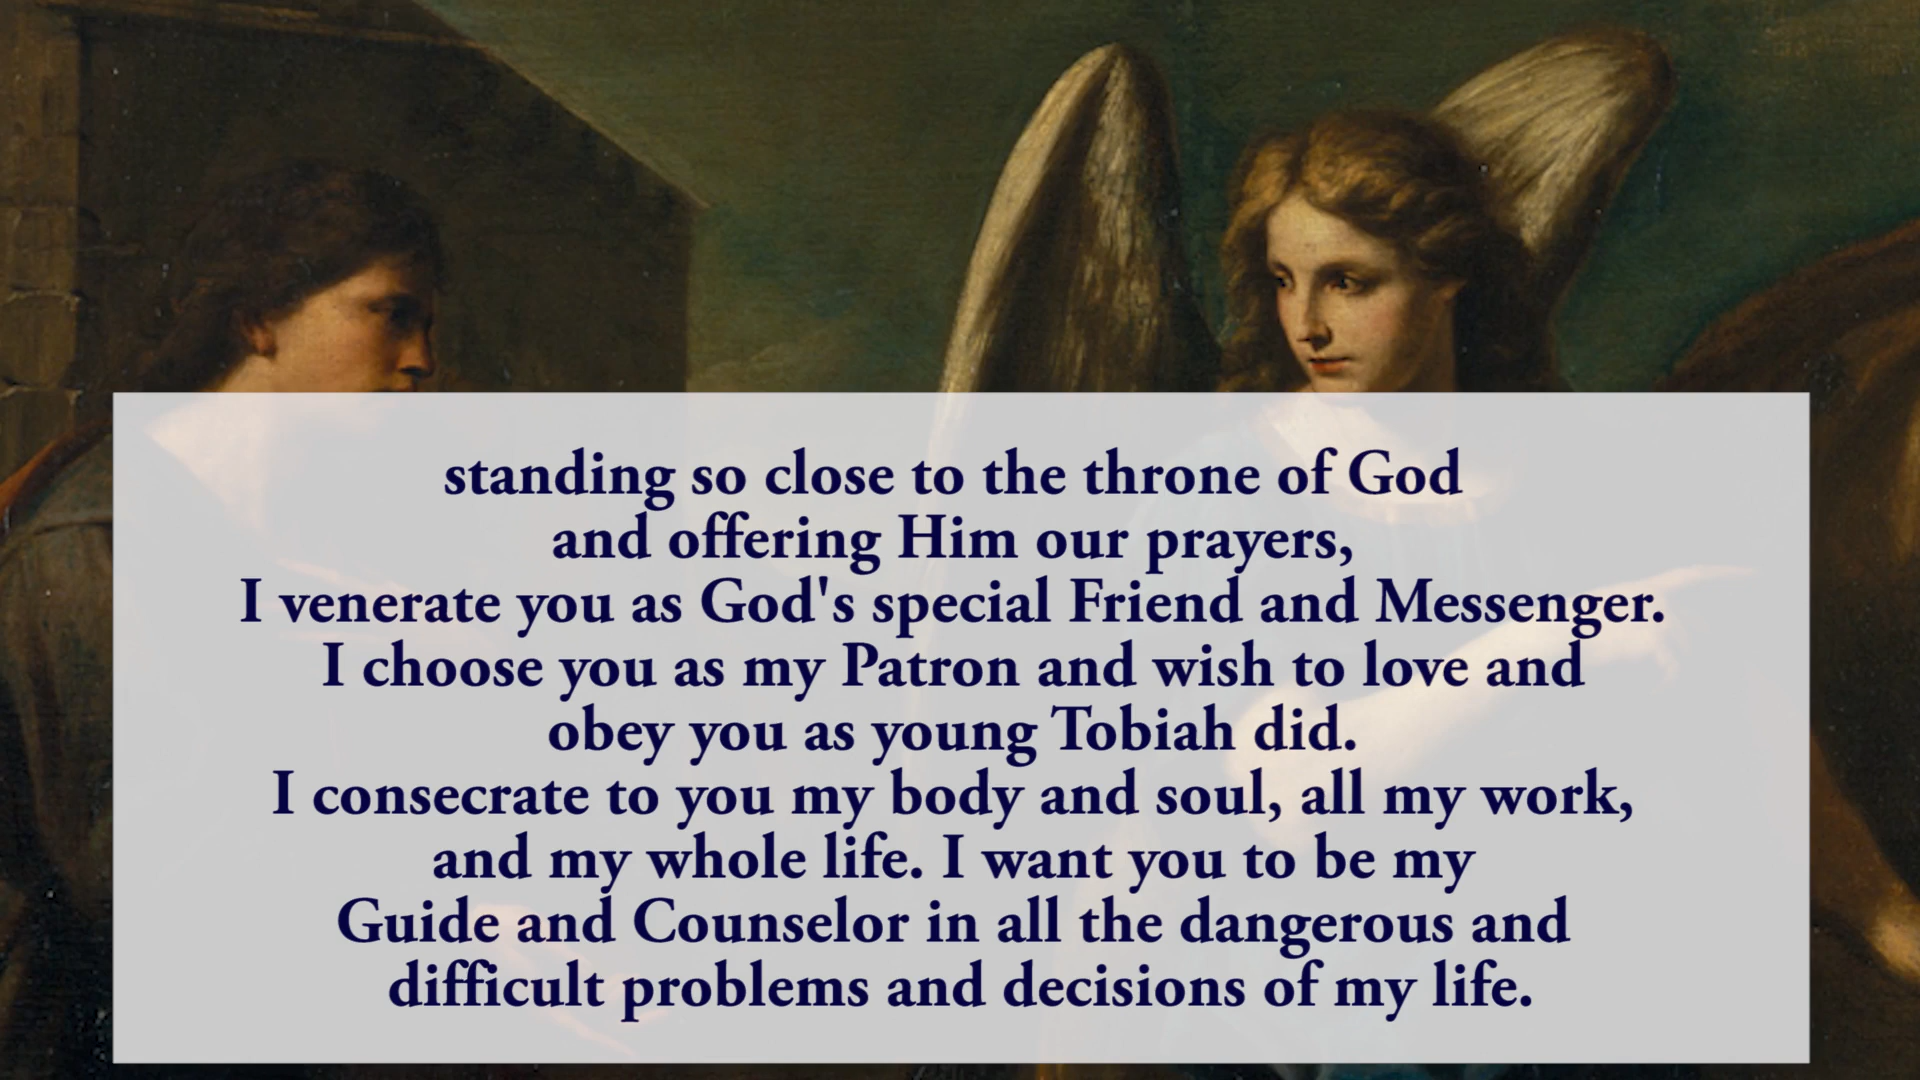 standing so close to the throne of God
and offering Him our prayers,
I venerate you as God's special Friend and Messenger.
I choose you as my Patron and wish to love and
obey you as young Tobiah did.
I consecrate to you my body and soul, all my work,
and my whole life. I want you to be my
Guide and Counselor in all the dangerous and
difficult problems and decisions of my life.